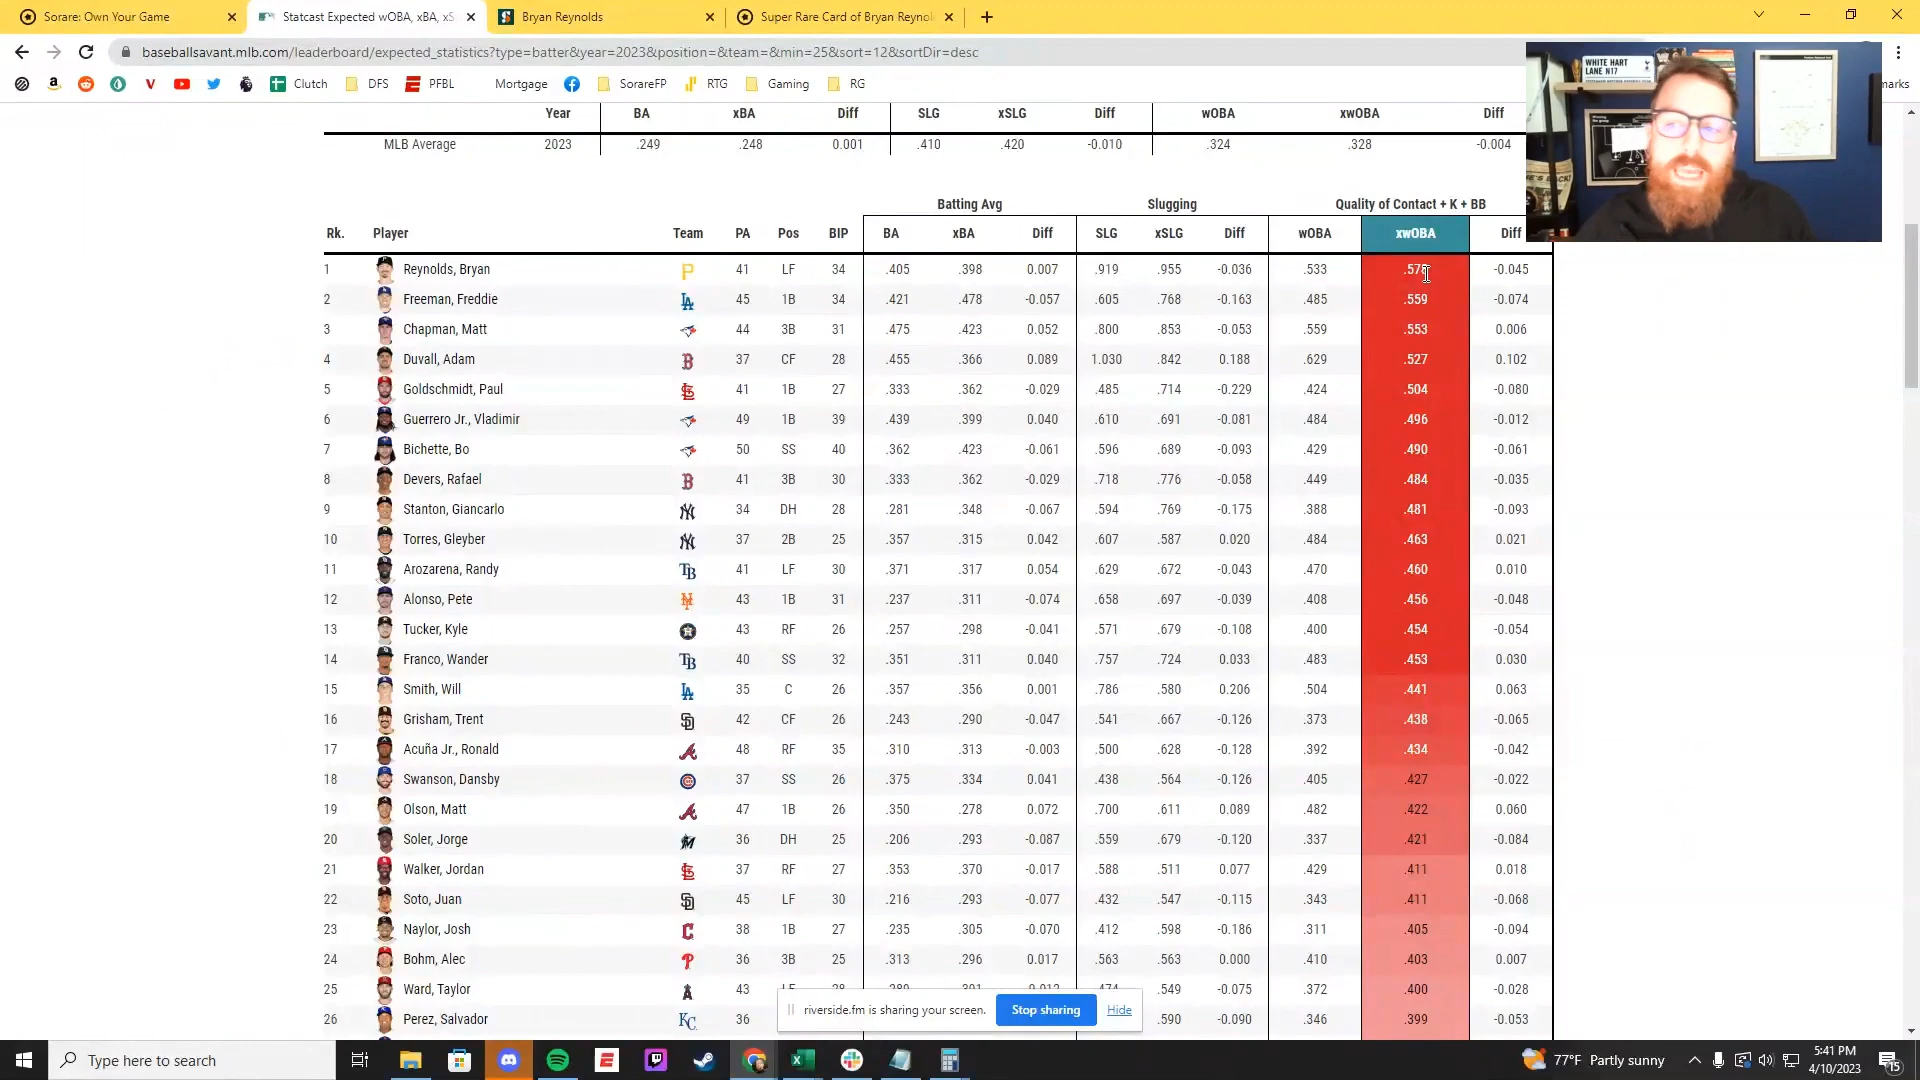 Sorare: Own Your Game
Statcast Expected wOBA, xBA, xS
Bryan Reynolds
Super Rare Card of Bryan Reynol
baseballsavant.mlb.com/leaderboard/expected_statistics?type=batter&year=2023&position=&team=&min=25&sort=12&sortDir=desc
Clutch DFS PFBL Mortgage SorareFP RTG Gaming RG marks
WHITE HART
LANE N17
Year BA xBA Diff SLG xSLG Diff wOBA xwOBA Diff
MLB Average 2023 .249 .248 0.001 .410 .420 -0.010 .324 .328 -0.004
Batting Avg Slugging Quality of Contact + K + BB
Rk. Player Team PA Pos BIP BA xBA Diff SLG xSLG Diff wOBA xwOBA Diff
1 Reynolds, Bryan P 41 LF 34 .405 .398 0.007 .919 .955 -0.036 .533 -0.045
2 Freeman, Freddie LA 45 1B 34 .421 .478 -0.057 .605 .768 -0.163 .485 .559 -0.074
3 Chapman, Matt 44 3B 31 .475 .423 0.052 .800 .853 -0.053 .559 .553 0.006
4 Duvall, Adam B 37 CF 28 .455 .366 0.089 1.030 .842 0.188 .629 .527 0.102
5 Goldschmidt, Paul STL 41 1B 27 .333 .362 -0.029 .485 .714 -0.229 .424 .504 -0.080
6 Guerrero Jr., Vladimir 49 1B 39 .439 .399 0.040 .610 .691 -0.081 .484 .496 -0.012
7 Bichette, Bo 50 SS 40 .362 .423 -0.061 .596 .689 -0.093 .429 .490 -0.061
8 Devers, Rafael B 41 3B 30 .333 .362 -0.029 .718 .776 -0.058 .449 .484 -0.035
9 Stanton, Giancarlo NY 34 DH 28 .281 .348 -0.067 .594 .769 -0.175 .388 .481 -0.093
10 Torres, Gleyber NY 37 2B 25 .357 .315 0.042 .607 .587 0.020 .484 .463 0.021
11 Arozarena, Randy TB 41 LF 30 .371 .317 0.054 .629 .672 -0.043 .470 .460 0.010
12 Alonso, Pete NY 43 1B 31 .237 .311 -0.074 .658 .697 -0.039 .408 .456 -0.048
13 Tucker, Kyle 43 RF 26 .257 .298 -0.041 .571 .679 -0.108 .400 .454 -0.054
14 Franco, Wander TB 40 SS 32 .351 .311 0.040 .757 .724 0.033 .483 .453 0.030
15 Smith, Will LA 35 C 26 .357 .356 0.001 .786 .580 0.206 .504 .441 0.063
16 Grisham, Trent SD 42 CF 26 .243 .290 -0.047 .541 .667 -0.126 .373 .438 -0.065
17 Acuña Jr., Ronald 48 RF 35 .310 .313 -0.003 .500 .628 -0.128 .392 .434 -0.042
18 Swanson, Dansby 37 SS 26 .375 .334 0.041 .438 .564 -0.126 .405 .427 -0.022
19 Olson, Matt 47 1B 26 .350 .278 0.072 .700 .611 0.089 .482 .422 0.060
20 Soler, Jorge 36 DH 25 .206 .293 -0.087 .559 .679 -0.120 .337 .421 -0.084
21 Walker, Jordan STL 37 RF 27 .353 .370 -0.017 .588 .511 0.077 .429 .411 0.018
22 Soto, Juan SD 45 LF 30 .216 .293 -0.077 .432 .547 -0.115 .343 .411 -0.068
23 Naylor, Josh C 38 1B 27 .235 .305 -0.070 .412 .598 -0.186 .311 .405 -0.094
24 Bohm, Alec P 36 3B 25 .313 .296 0.017 .563 .563 0.000 .410 .403 0.007
25 Ward, Taylor A 43 .549 -0.075 .372 .400 -0.028
26 Perez, Salvador KC 36 .590 -0.090 .346 .399 -0.053
riverside.fm is sharing your screen. Stop sharing Hide
Type here to search
77°F Partly sunny
5:41 PM
4/10/2023
15